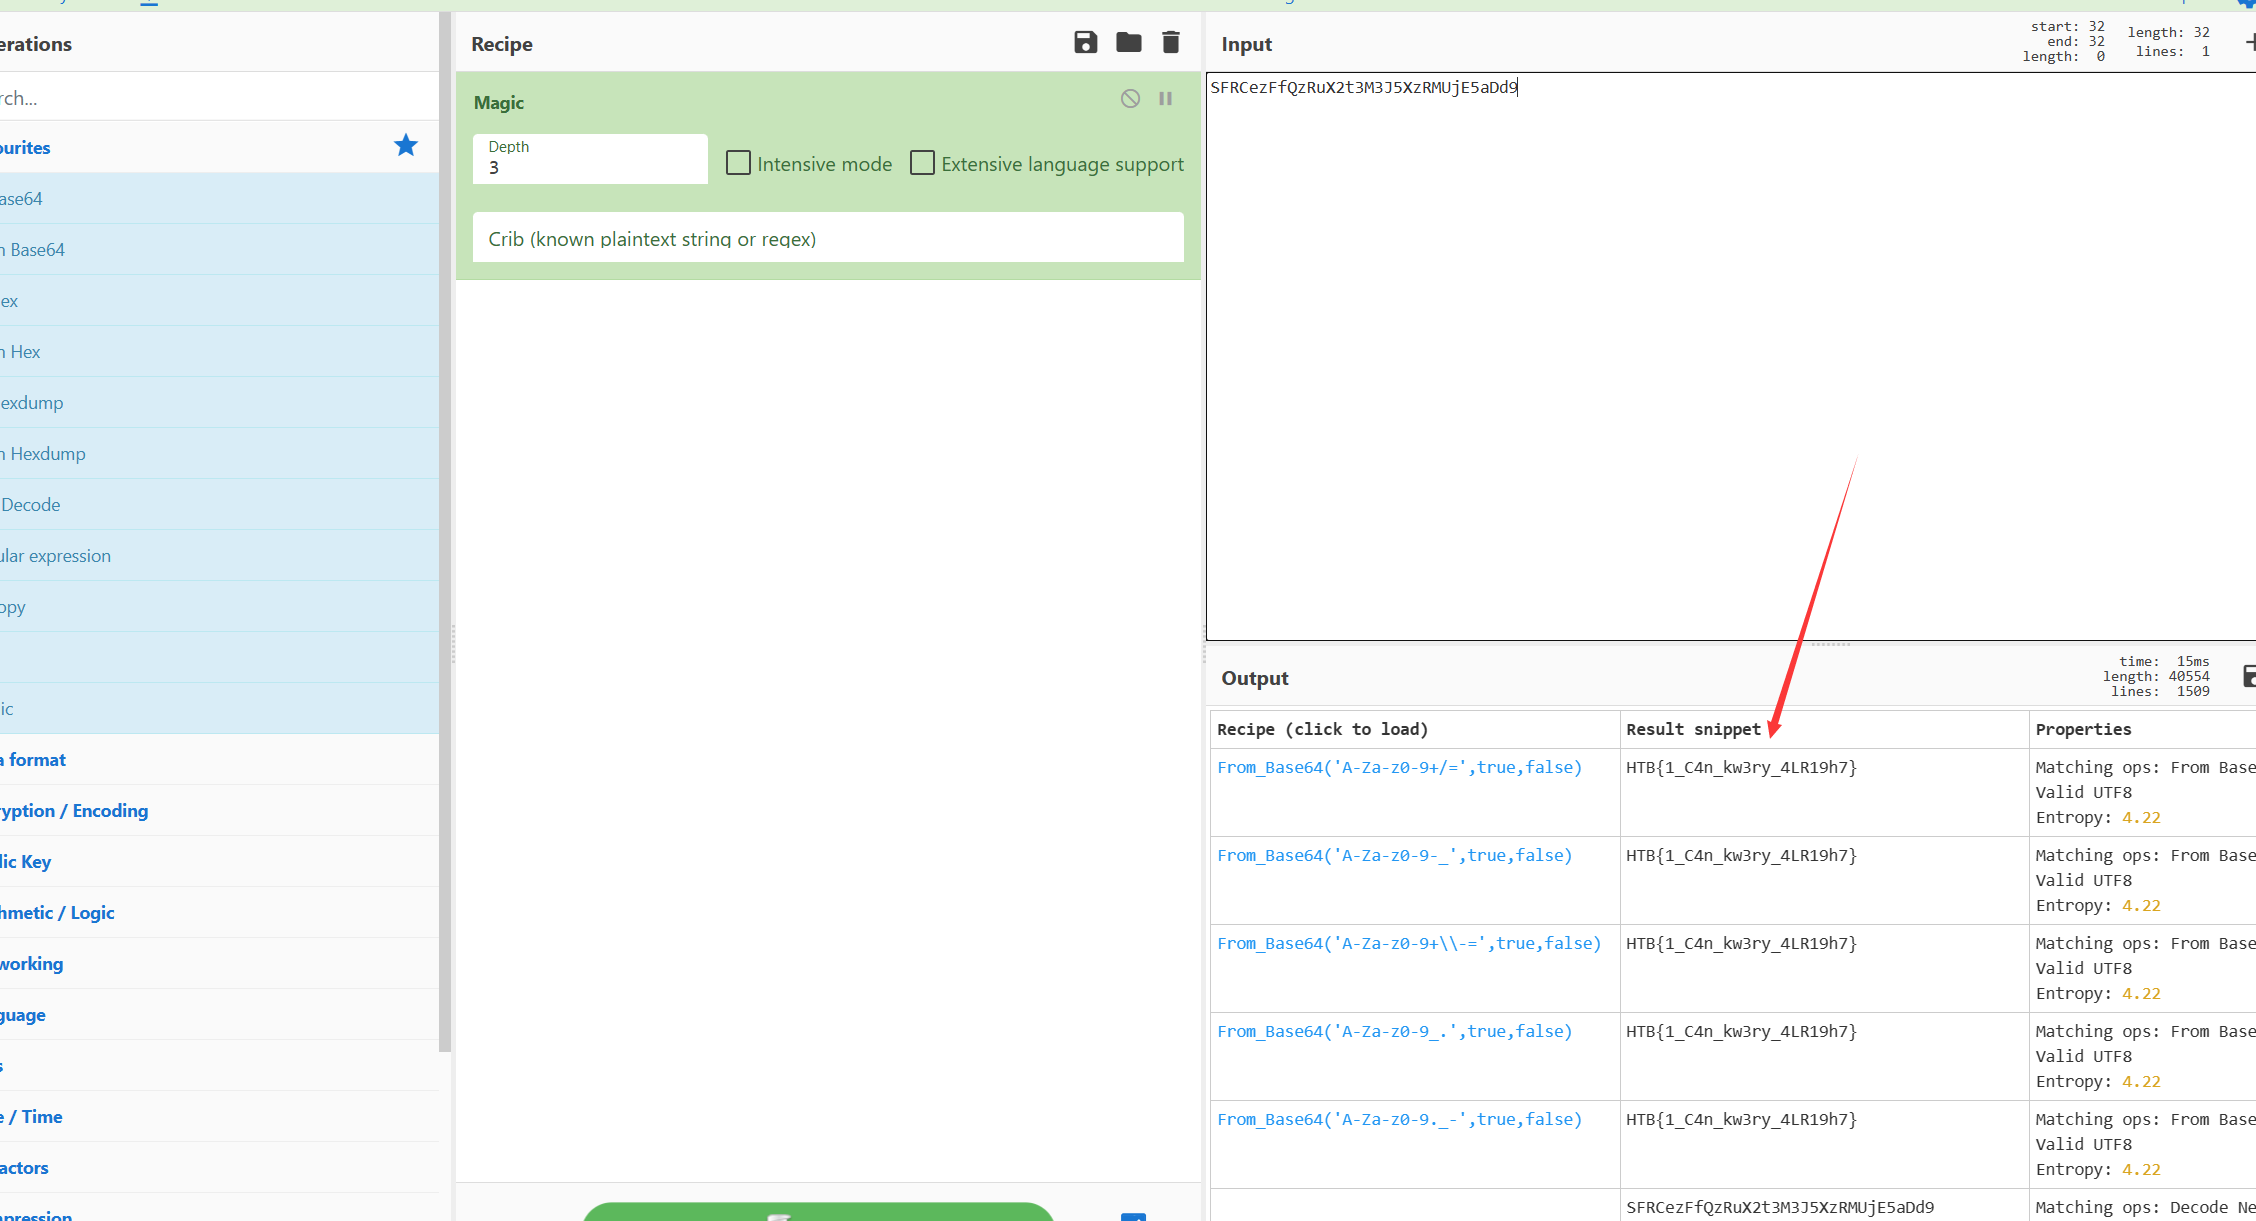 erations
rch...
ourites
ase64
n Base64
ex
n Hex
exdump
n Hexdump
Decode
ular expression
opy
ic
a format
ryption / Encoding
lic Key
hmetic / Logic
working
guage
s
e / Time
actors
mpression
Recipe
Magic
Depth
3
Intensive mode
Extensive language support
Crib (known plaintext string or regex)
Input
start: 32
end: 32
length: 0
length: 32
lines: 1
SFRCezFfQzRuX2t3M3J5XzRMUjE5aDd9
Output
time: 15ms
length: 40554
lines: 1509
Recipe (click to load) Result snippet Properties
From_Base64('A-Za-z0-9+/=',true,false) HTB{1_C4n_kw3ry_4LR19h7} Matching ops: From Base
Valid UTF8
Entropy: 4.22
From_Base64('A-Za-z0-9-_',true,false) HTB{1_C4n_kw3ry_4LR19h7} Matching ops: From Base
Valid UTF8
Entropy: 4.22
From_Base64('A-Za-z0-9+\\-=',true,false) HTB{1_C4n_kw3ry_4LR19h7} Matching ops: From Base
Valid UTF8
Entropy: 4.22
From_Base64('A-Za-z0-9_.',true,false) HTB{1_C4n_kw3ry_4LR19h7} Matching ops: From Base
Valid UTF8
Entropy: 4.22
From_Base64('A-Za-z0-9._-',true,false) HTB{1_C4n_kw3ry_4LR19h7} Matching ops: From Base
Valid UTF8
Entropy: 4.22
SFRCezFfQzRuX2t3M3J5XzRMUjE5aDd9 Matching ops: Decode Ne